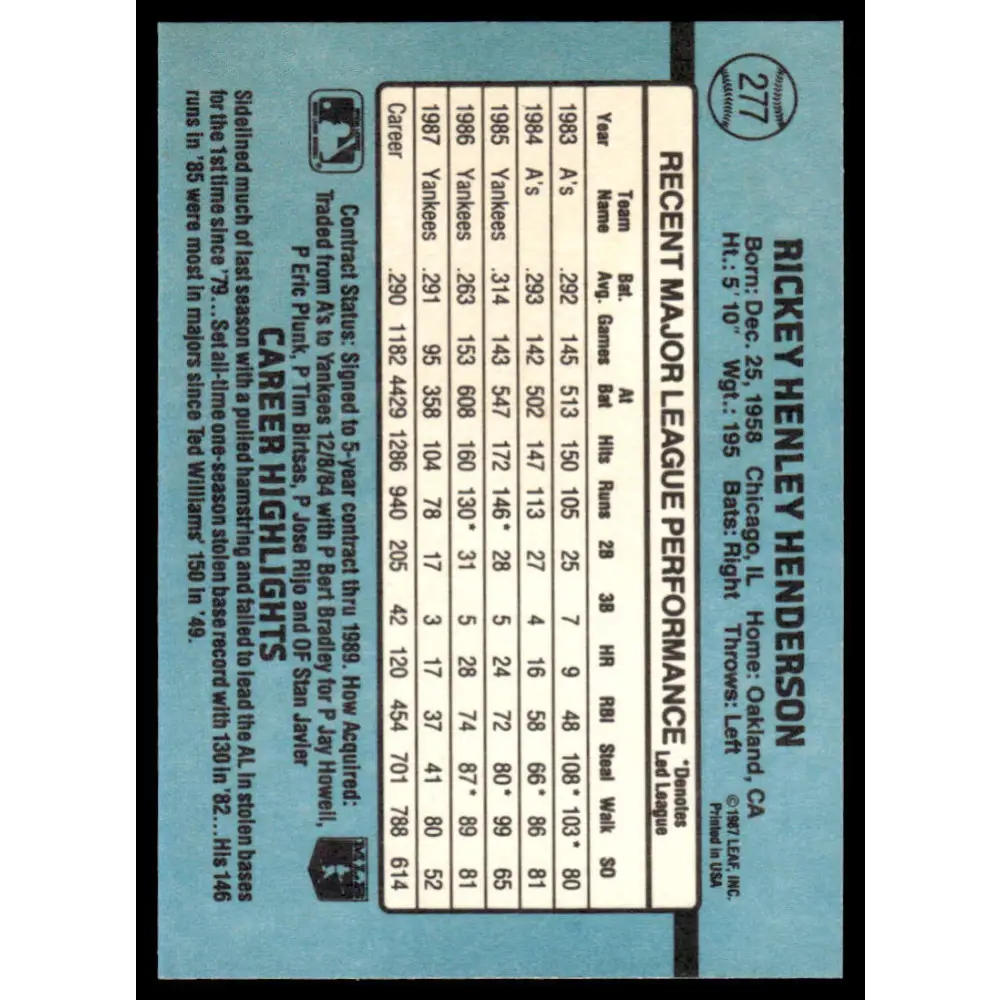 277
RICKEY HENLEY HENDERSON
Born: Dec. 25, 1958 Chicago, IL Home: Oakland, CA
Ht.: 5'10" Wgt.: 195 Bats: Right Throws: Left
©1987 LEAF, INC.
Printed in USA
RECENT MAJOR LEAGUE PERFORMANCE
*Denotes
Led League
Year Team Name Bat. Avg. Games At Bat Hits Runs 2B 3B HR RBI Steal Walk SO
1983 A's .292 145 513 150 105 25 7 9 48 108* 103* 80
1984 A's .293 142 502 147 113 27 4 16 58 66* 86 81
1985 Yankees .314 143 547 172 146* 28 5 24 72 80* 99 65
1986 Yankees .263 153 608 160 130* 31 5 28 74 87* 89 81
1987 Yankees .291 95 358 104 78 17 3 17 37 41 80 52
Career .290 1182 4429 1286 940 205 42 120 454 701 788 614
Contract Status: Signed to 5-year contract thru 1989. How Acquired:
Traded from A's to Yankees 12/8/84 with P Bert Bradley for P Jay Howell,
P Eric Plunk, P Tim Birtsas, P Jose Rijo and OF Stan Javier
CAREER HIGHLIGHTS
Sidelined much of last season with a pulled hamstring and failed to lead the AL in stolen bases
for the 1st time since '79...Set all-time one-season stolen base record with 130 in '82...His 146
runs in '85 were most in majors since Ted Williams' 150 in '49.